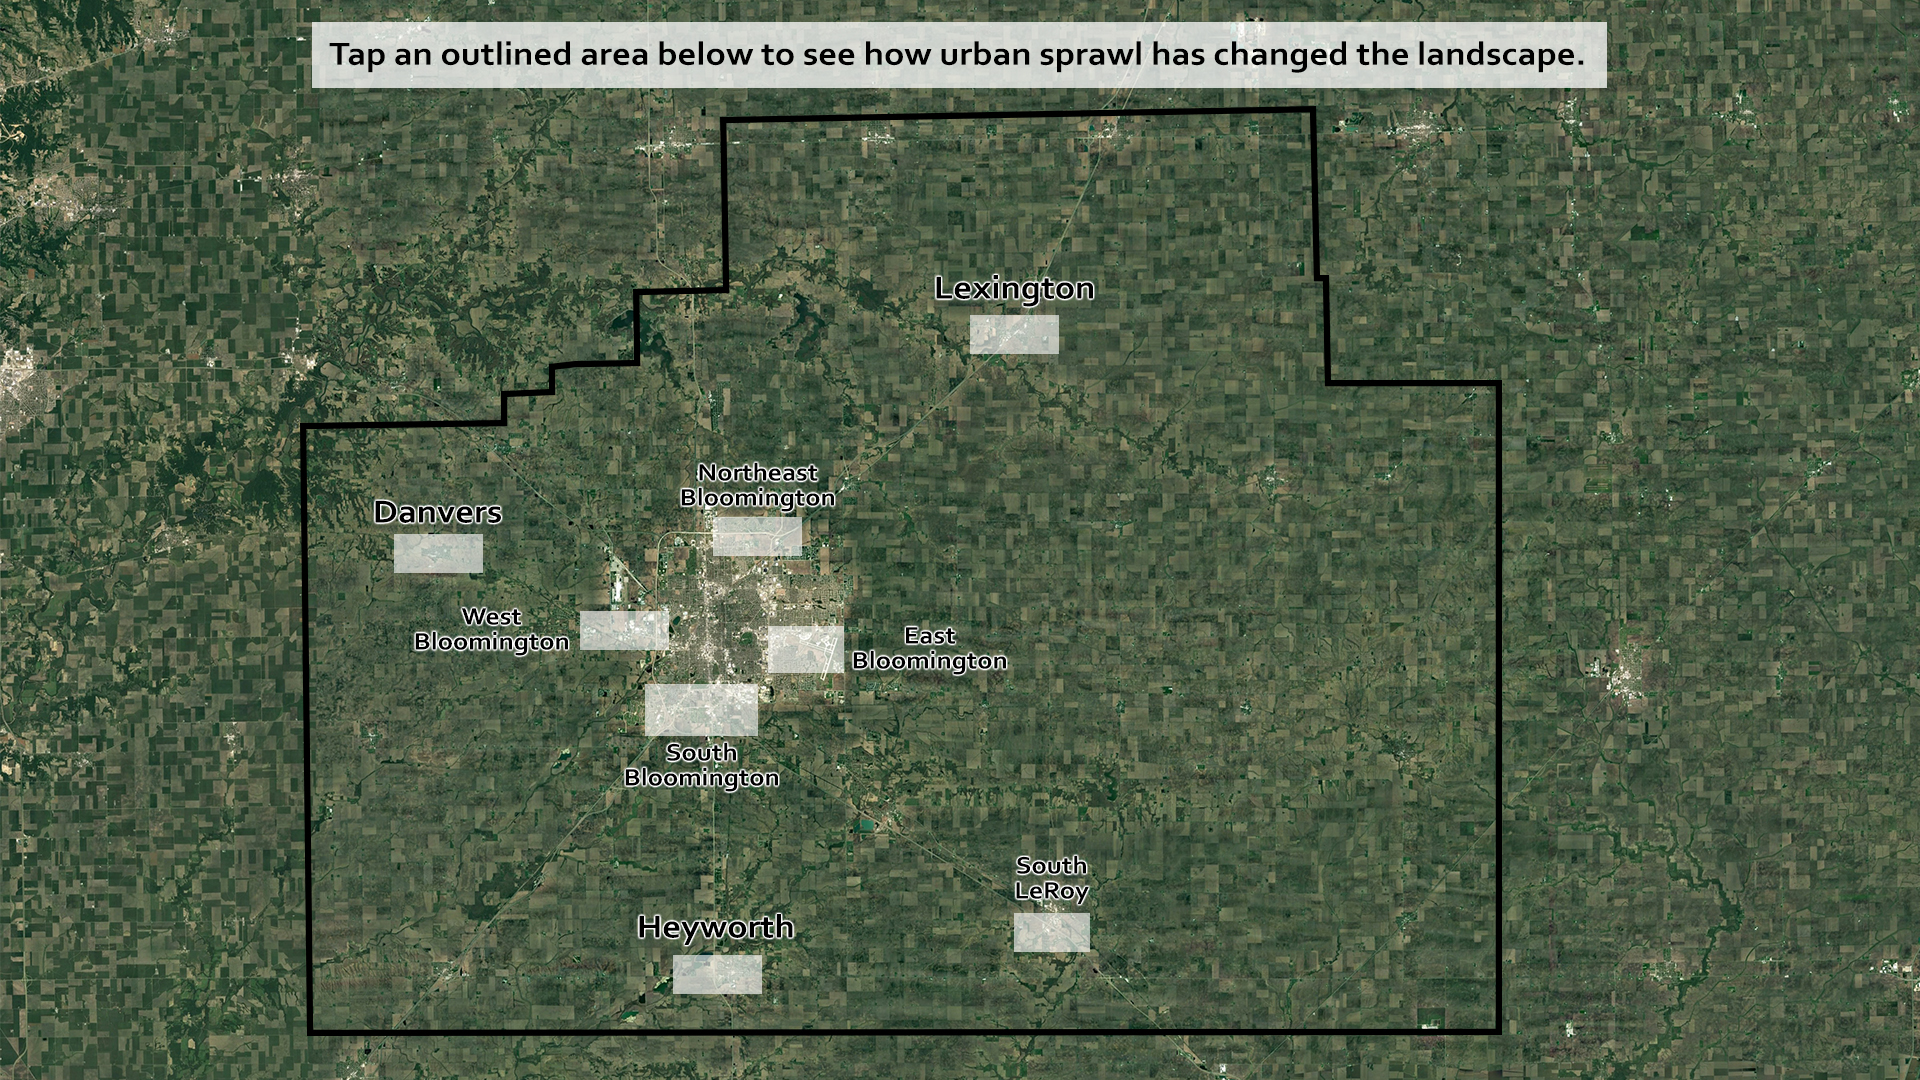 Tap an outlined area below to see how urban sprawl has changed the landscape.
Lexington
Northeast
Bloomington
Danvers
West
Bloomington
East
Bloomington
South
Bloomington
South
LeRoy
Heyworth